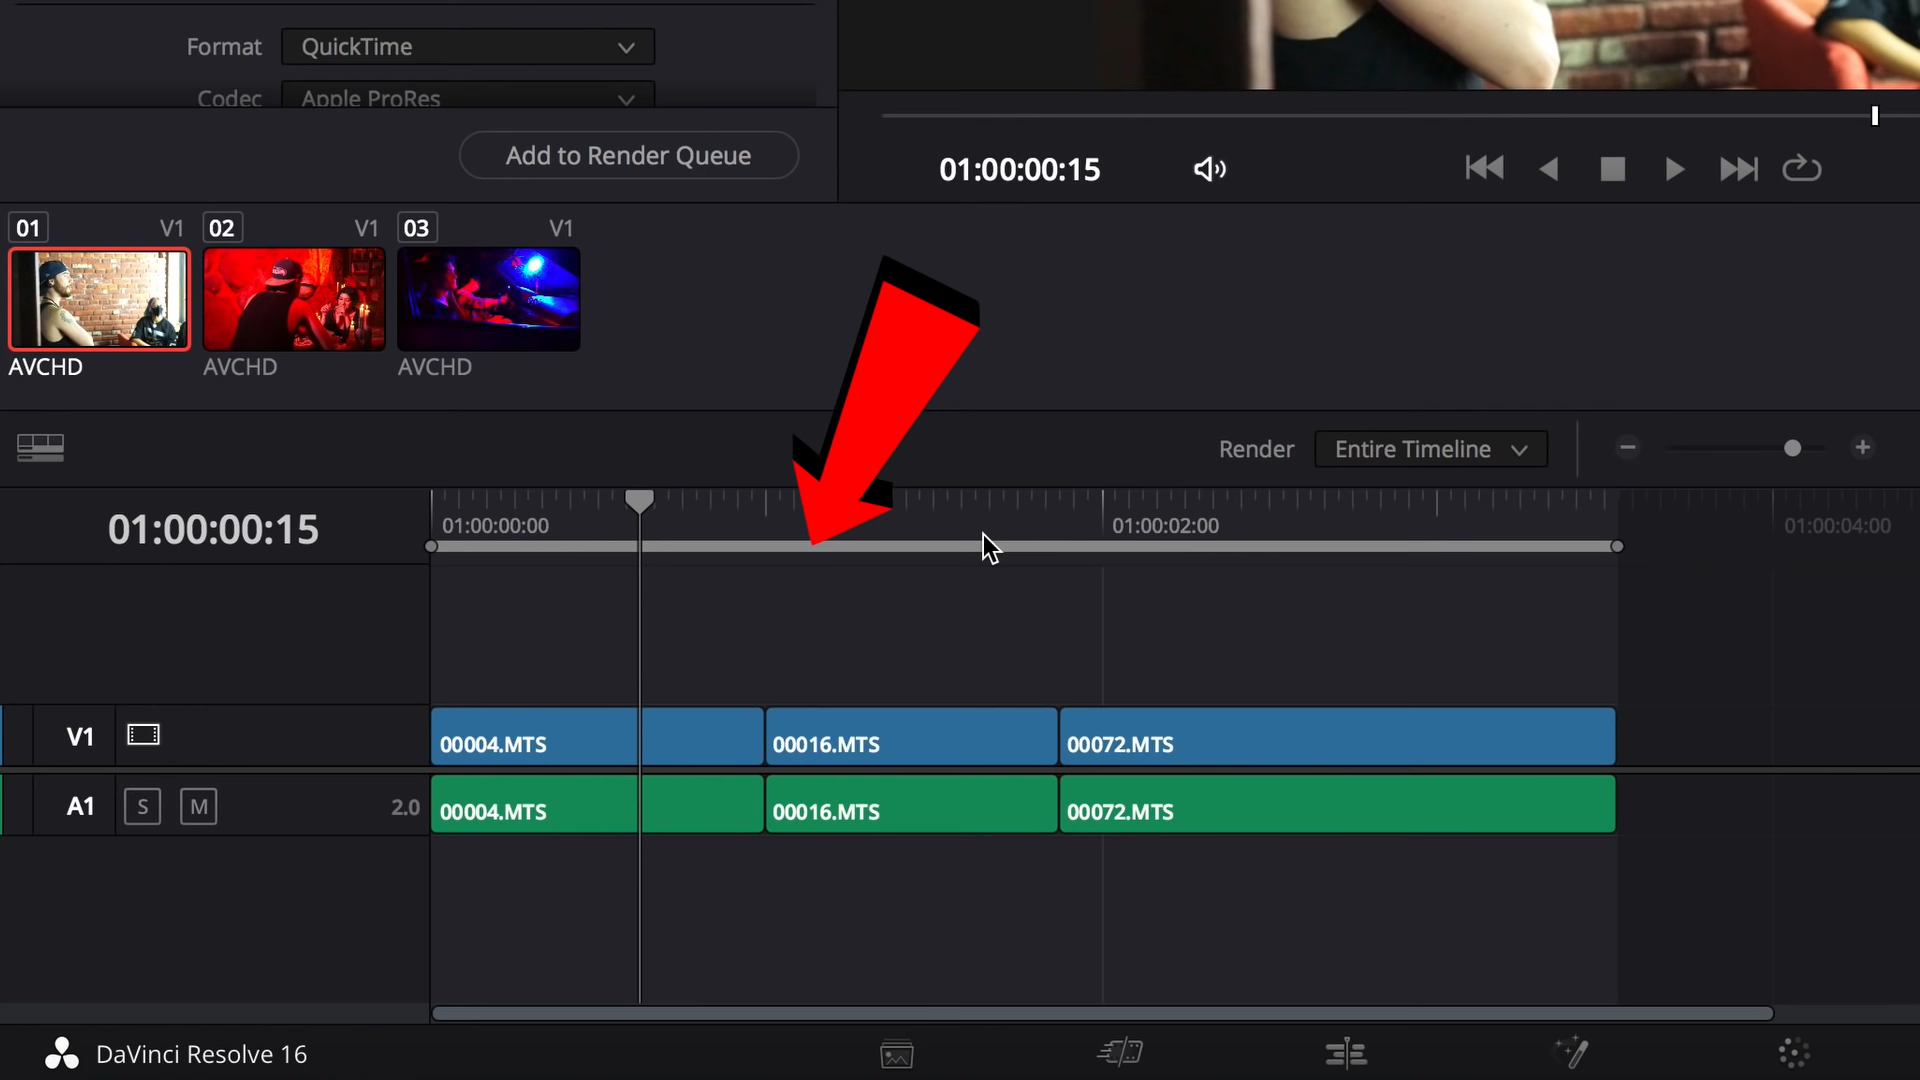 Format QuickTime
Codec Apple ProRes
Add to Render Queue
01:00:00:15
01 V1 02 V1 03 V1
AVCHD AVCHD AVCHD
Render Entire Timeline
01:00:00:15
01:00:00:00 01:00:02:00 01:00:04:00
V1 00004.MTS 00016.MTS 00072.MTS
A1 S M 2.0 00004.MTS 00016.MTS 00072.MTS
DaVinci Resolve 16